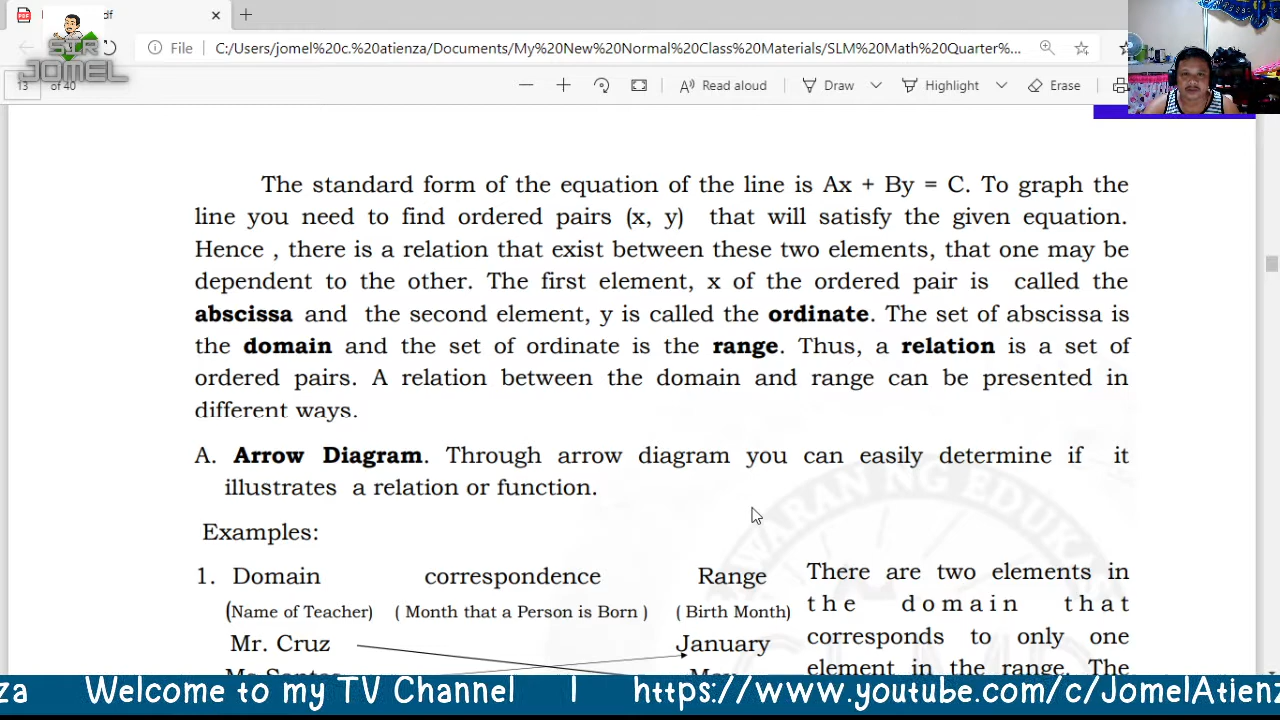 df
File
C:/Users/jomel%20c.%20atienza/Documents/My%20New%20Normal%20Class%20Materials/SLM%20Math%20Quarter%...
SIR
JOMEL
13 of 40
Read aloud
Draw
Highlight
Erase
The standard form of the equation of the line is Ax + By = C. To graph the
line you need to find ordered pairs (x, y) that will satisfy the given equation.
Hence , there is a relation that exist between these two elements, that one may be
dependent to the other. The first element, x of the ordered pair is called the
abscissa and the second element, y is called the ordinate. The set of abscissa is
the domain and the set of ordinate is the range. Thus, a relation is a set of
ordered pairs. A relation between the domain and range can be presented in
different ways.
A. Arrow Diagram. Through arrow diagram you can easily determine if it
illustrates a relation or function.
Examples:
1. Domain correspondence Range
(Name of Teacher) ( Month that a Person is Born ) ( Birth Month)
Mr. Cruz January
There are two elements in
the domain that
corresponds to only one
element in the range. The
za Welcome to my TV Channel I https://www.youtube.com/c/JomelAtienz